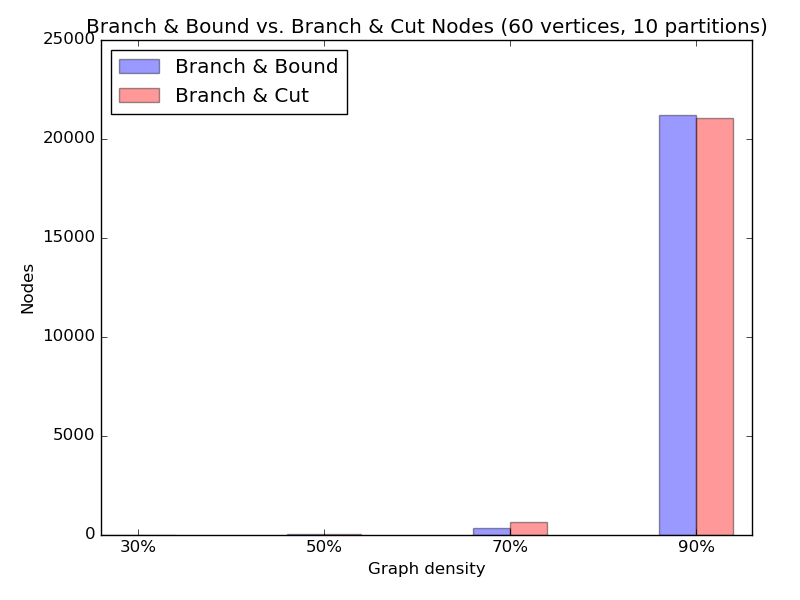 Branch & Bound vs. Branch & Cut Nodes (60 vertices, 10 partitions)
25000
20000
15000
10000
5000
0
Nodes
Branch & Bound
Branch & Cut
30%
50%
70%
90%
Graph density